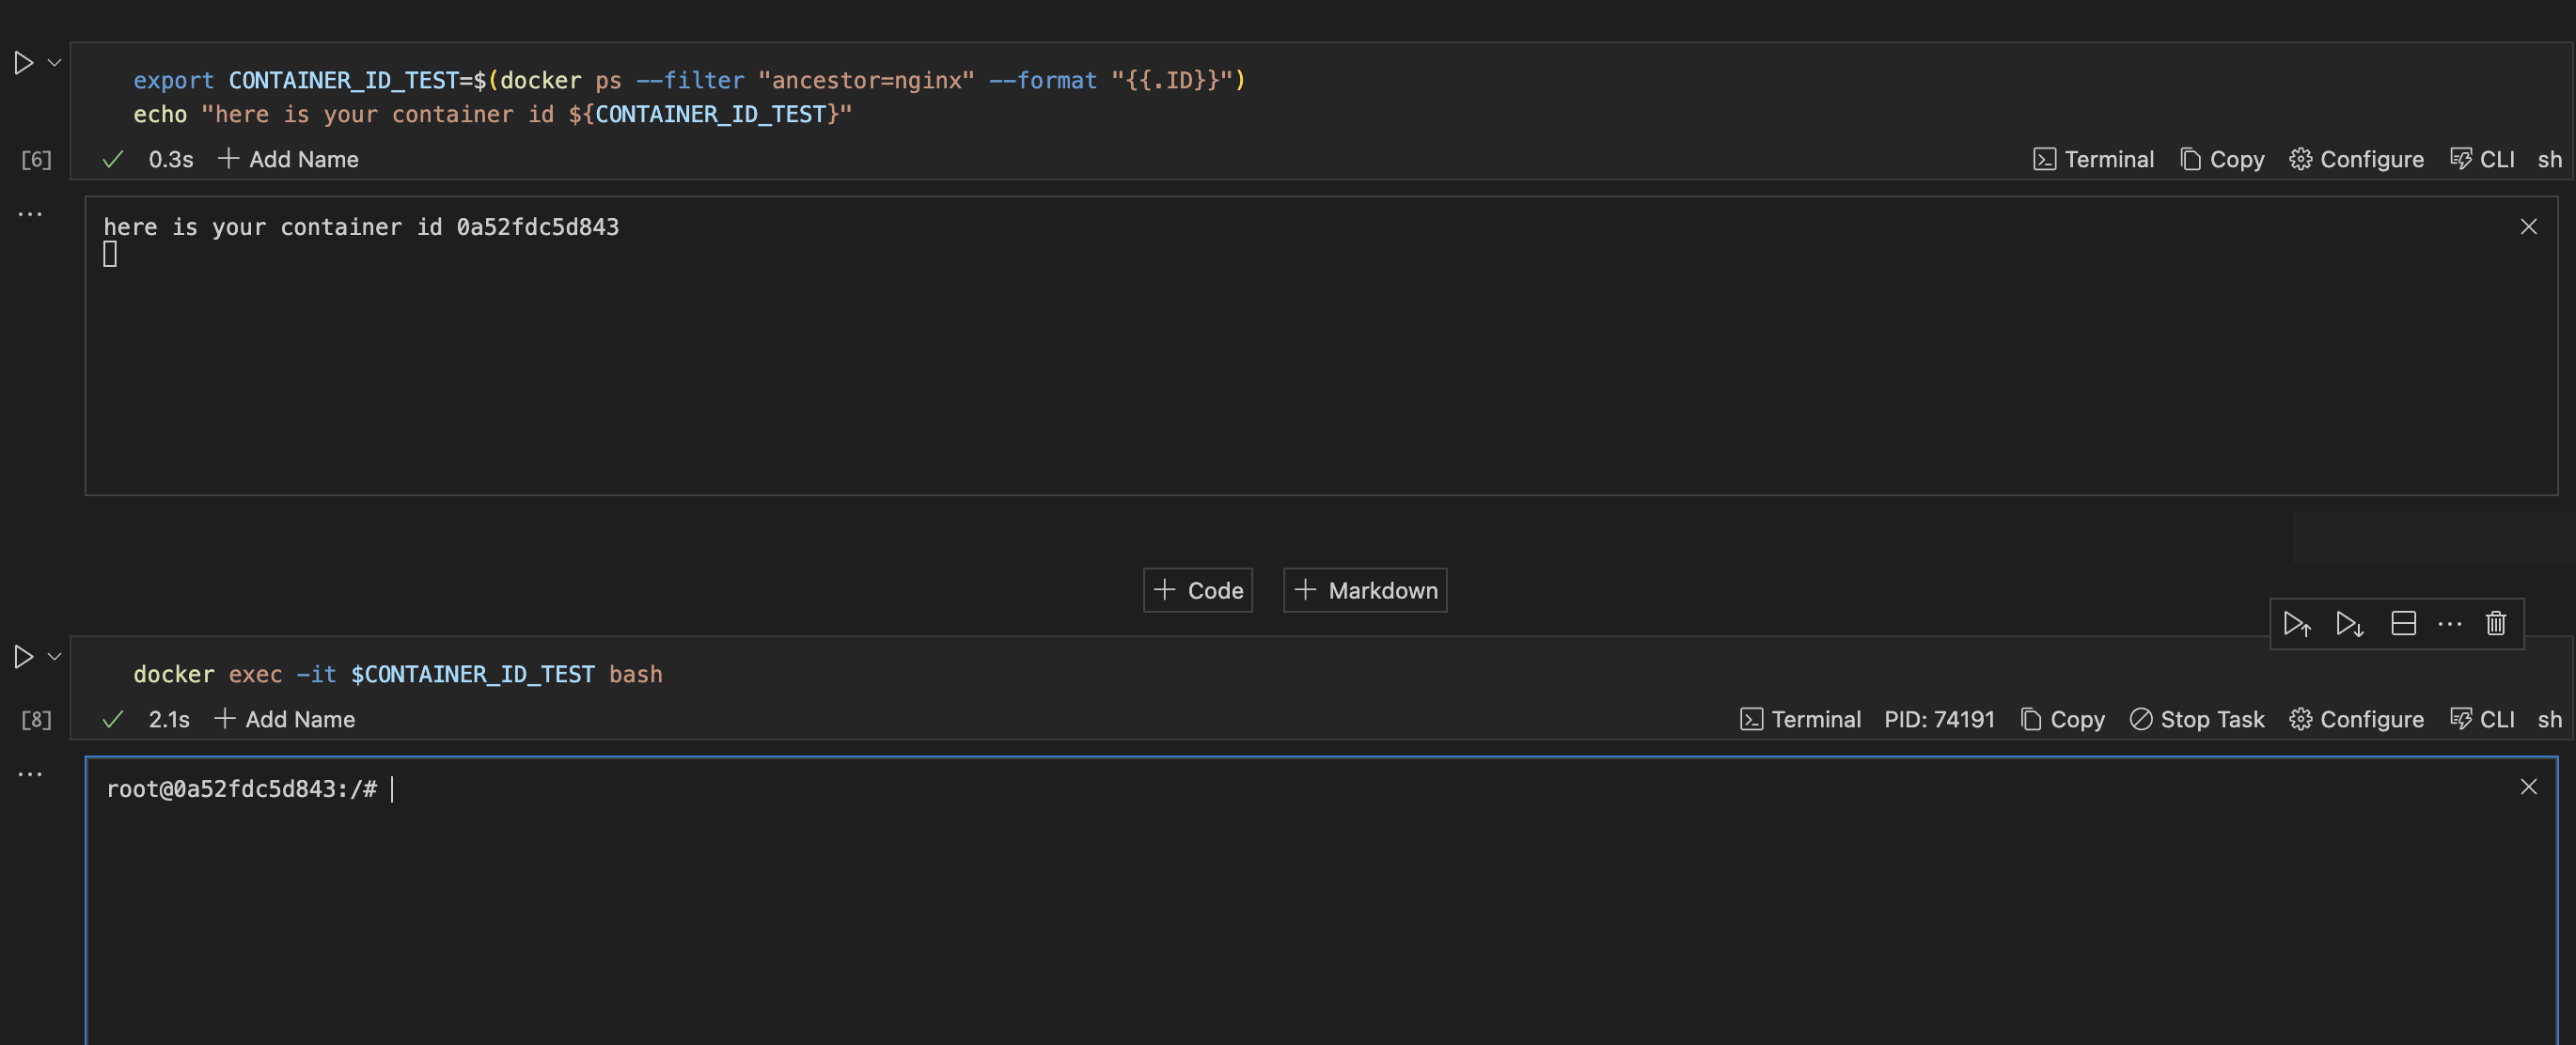 export CONTAINER_ID_TEST=$(docker ps --filter "ancestor=nginx" --format "{{.ID}}")
echo "here is your container id ${CONTAINER_ID_TEST}"
[6] 0.3s Add Name Terminal Copy Configure CLI sh
here is your container id 0a52fdc5d843
Code Markdown
docker exec -it $CONTAINER_ID_TEST bash
[8] 2.1s Add Name Terminal PID: 74191 Copy Stop Task Configure CLI sh
root@0a52fdc5d843:/#